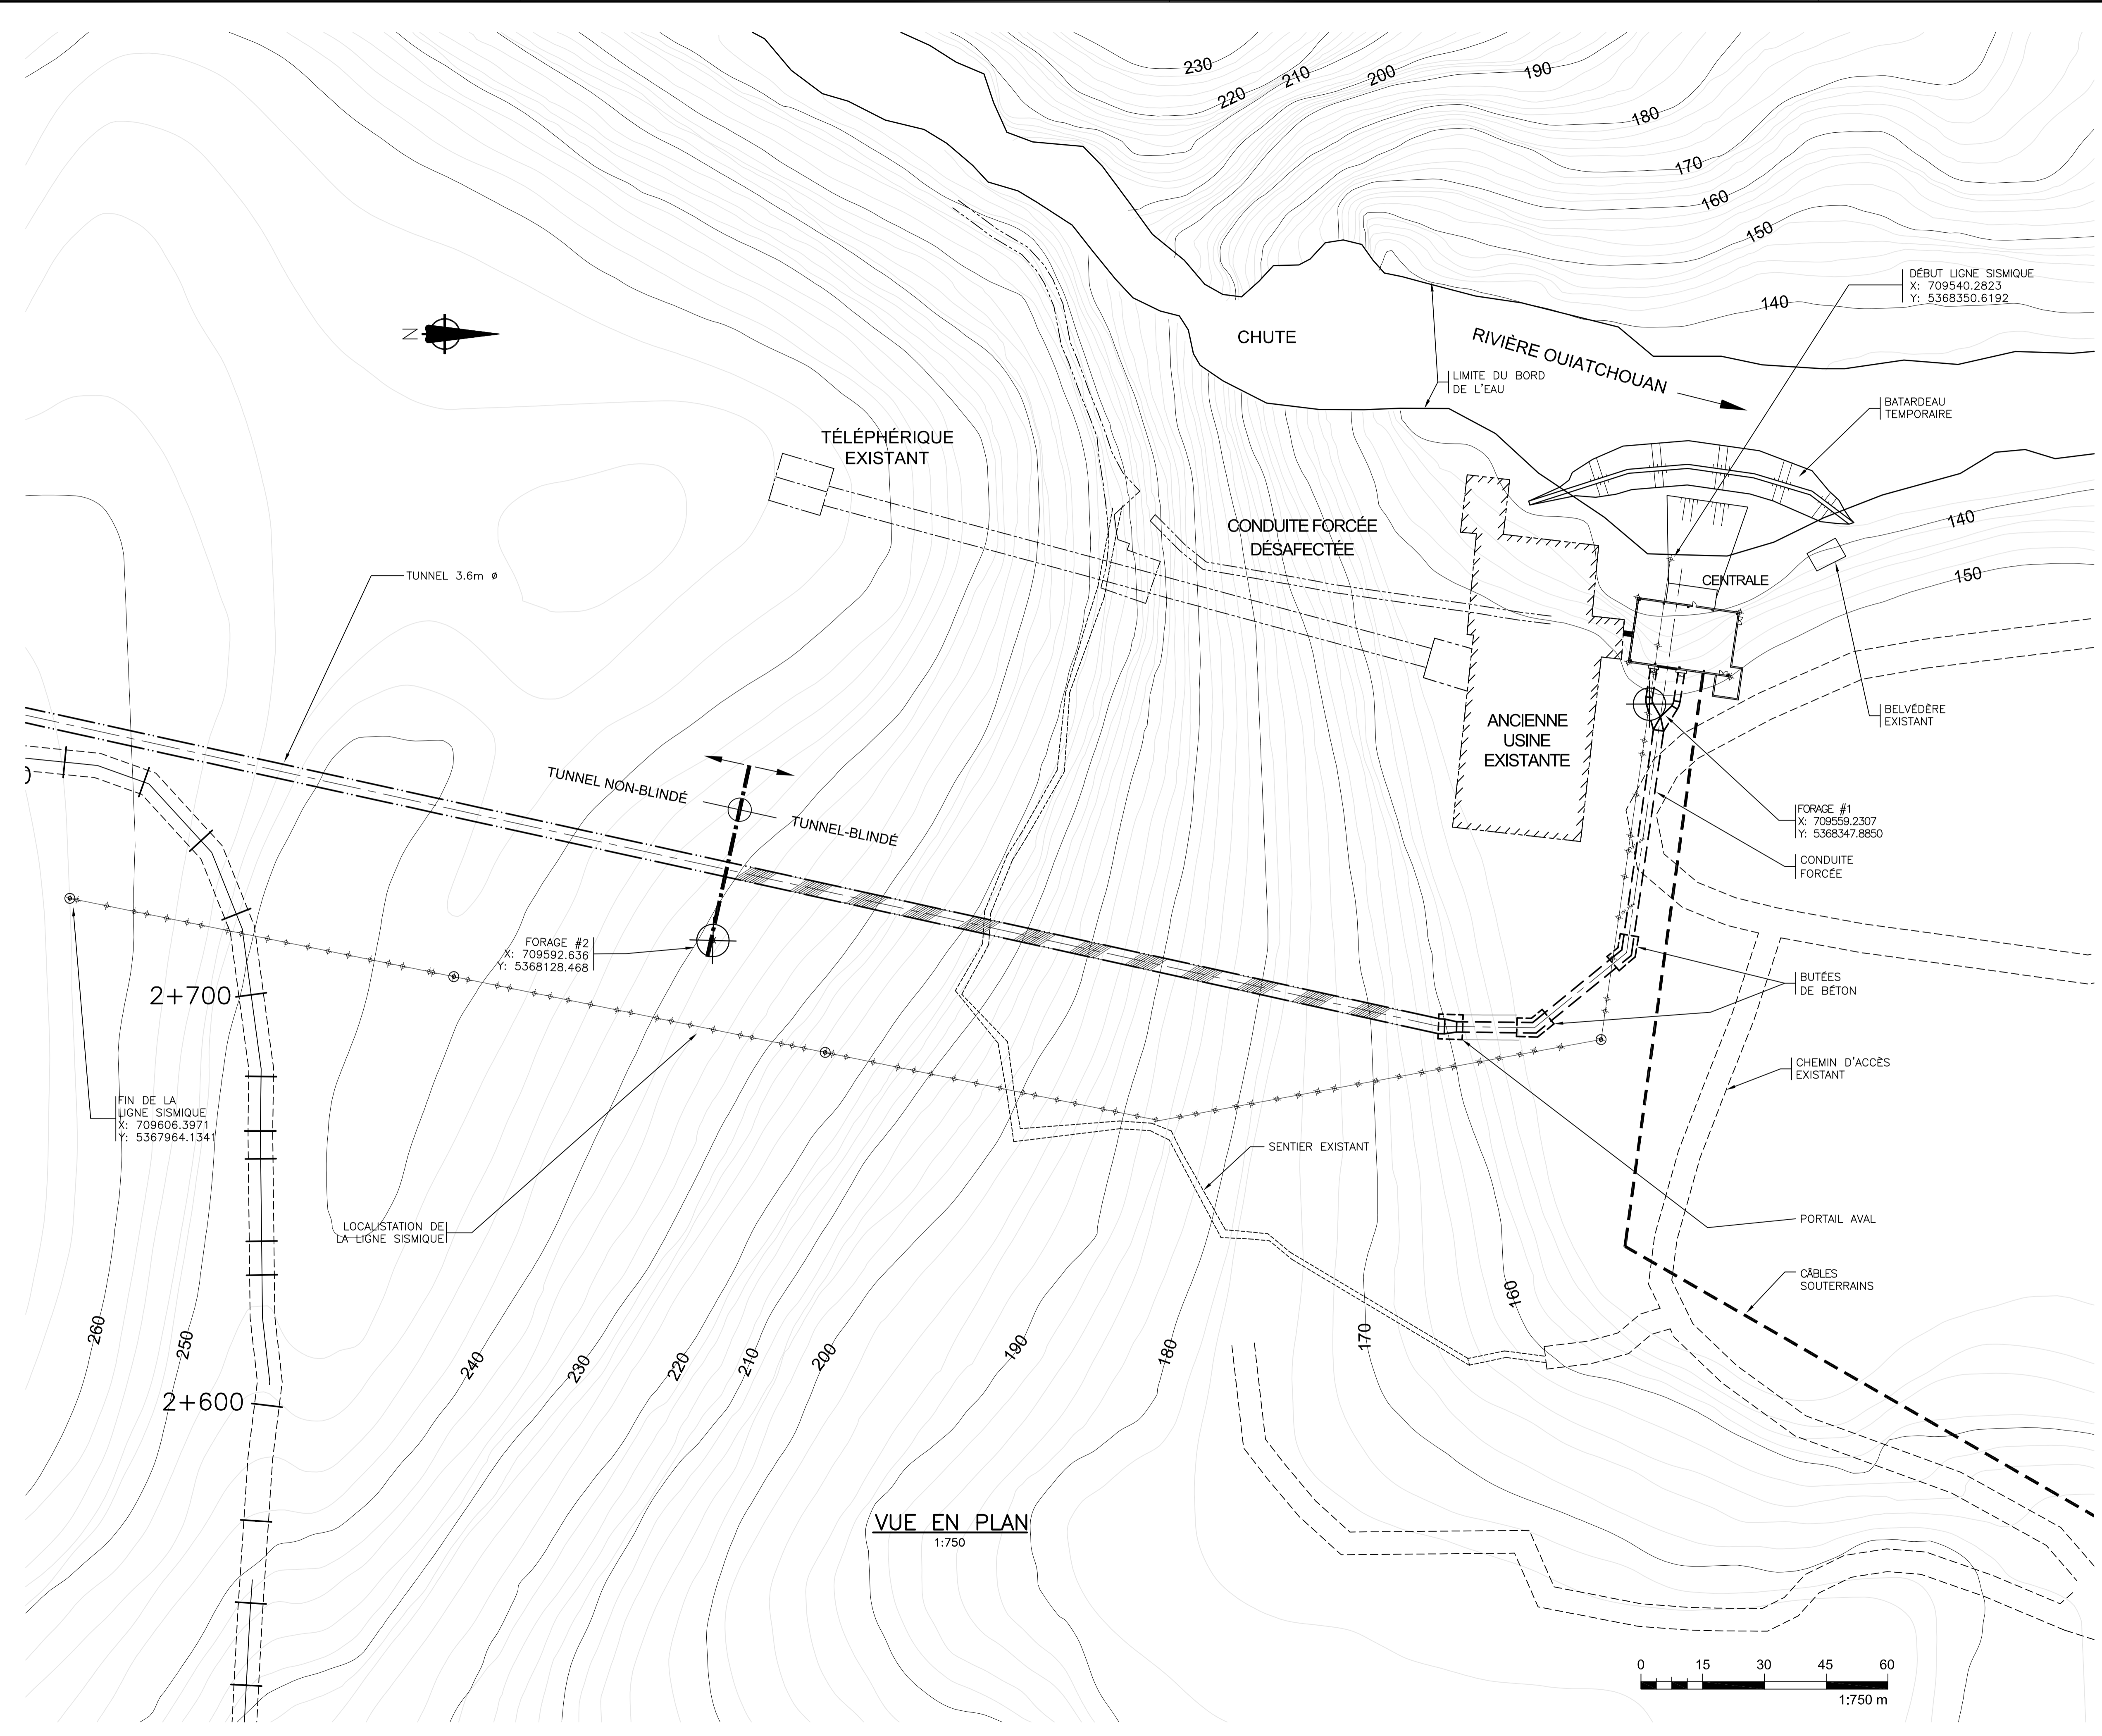 230
220
210
200
190
180
170
160
150
140
DÉBUT LIGNE SISMIQUE
X: 709540.2823
Y: 5368350.6192
N
CHUTE
RIVIÈRE OUIATCHOUAN
LIMITE DU BORD
DE L'EAU
BATARDEAU
TEMPORAIRE
TÉLÉPHÉRIQUE
EXISTANT
CONDUITE FORCÉE
DÉSAFECTÉE
140
150
CENTRALE
TUNNEL 3.6m ø
BELVÉDÈRE
EXISTANT
ANCIENNE
USINE
EXISTANTE
TUNNEL NON-BLINDÉ
TUNNEL-BLINDÉ
FORAGE #1
X: 709559.2307
Y: 5368347.8850
CONDUITE
FORCÉE
FORAGE #2
X: 709592.636
Y: 5368128.468
2+700
BUTÉES
DE BÉTON
CHEMIN D'ACCÈS
EXISTANT
FIN DE LA
LIGNE SISMIQUE
X: 709606.3971
Y: 5367964.1341
SENTIER EXISTANT
LOCALISTATION DE
LA LIGNE SISMIQUE
PORTAIL AVAL
CÂBLES
SOUTERRAINS
260
250
240
230
220
210
200
190
180
170
160
2+600
VUE EN PLAN
1:750
0 15 30 45 60
1:750 m